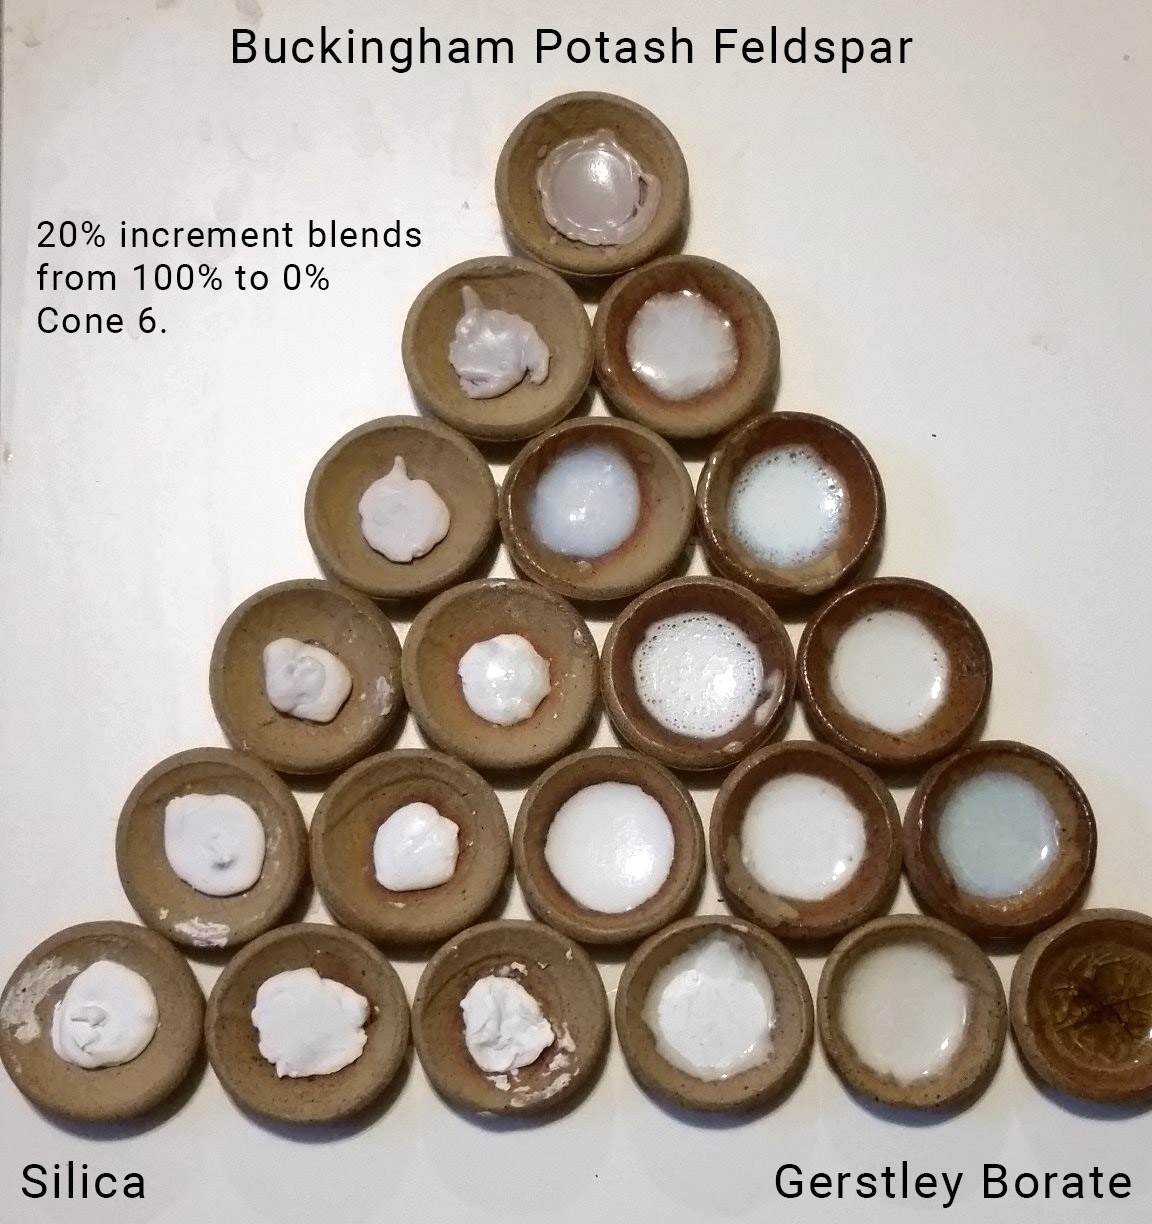 Buckingham Potash Feldspar
20% increment blends
from 100% to 0%
Cone 6.
Silica
Gerstley Borate